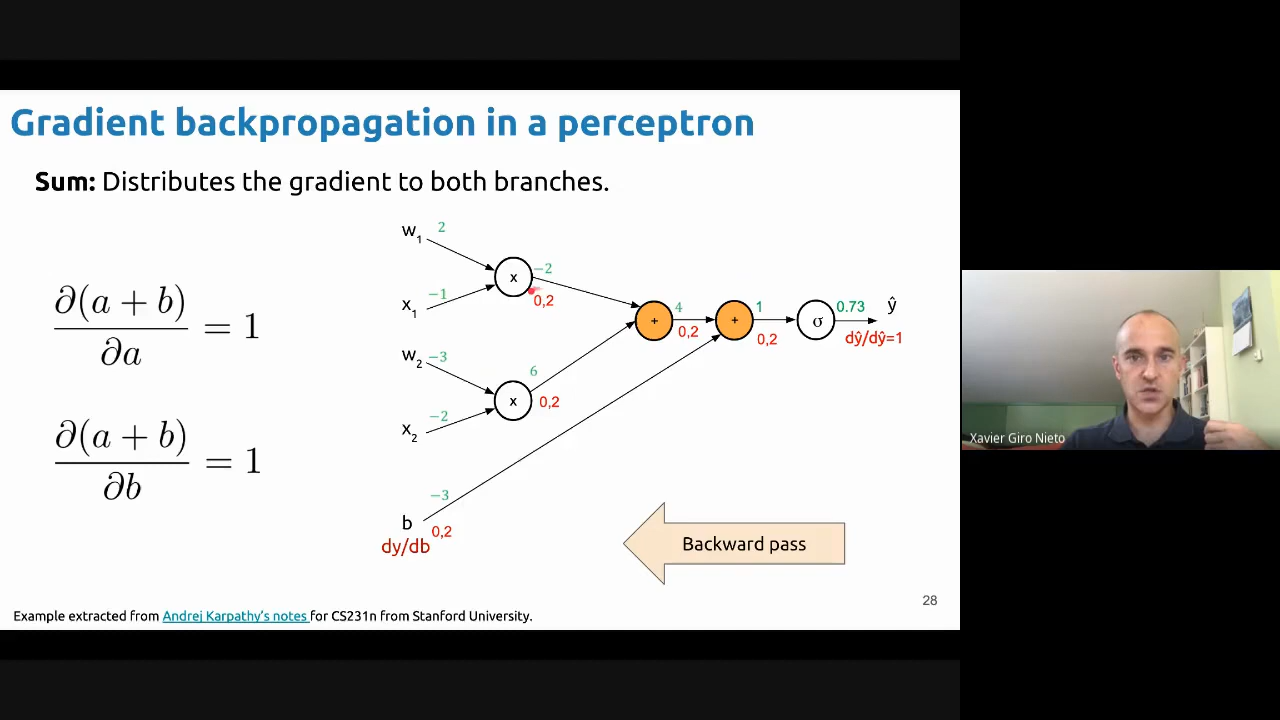 Gradient backpropagation in a perceptron
Sum: Distributes the gradient to both branches.
∂(a + b)
∂a
= 1
∂(a + b)
∂b
= 1
w1 2
x1 −1
x
−2
0,2
w2 −3
x2 −2
x
6
0,2
b −3
0,2
dy/db
+
4
0,2
+
1
0,2
σ
0.73
ŷ
dŷ/dŷ=1
Backward pass
28
Example extracted from Andrej Karpathy's notes for CS231n from Stanford University.
Xavier Giro Nieto